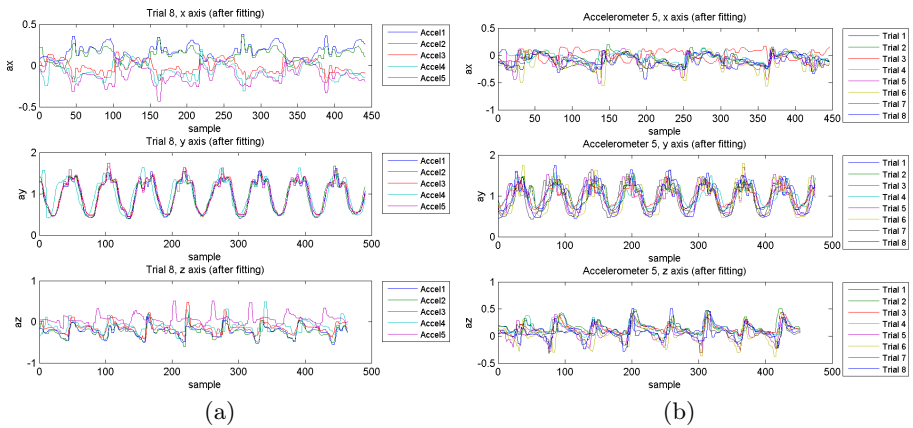 Trial 8, x axis (after fitting)
0.5
0
-0.5
ax
0 50 100 150 200 250 300 350 400 450
sample
Accel1
Accel2
Accel3
Accel4
Accel5
Trial 8, y axis (after fitting)
2
1
0
ay
0 100 200 300 400 500
sample
Accel1
Accel2
Accel3
Accel4
Accel5
Trial 8, z axis (after fitting)
1
0
-1
az
0 100 200 300 400 500
sample
Accel1
Accel2
Accel3
Accel4
Accel5
(a)
Accelerometer 5, x axis (after fitting)
0.5
0
-0.5
-1
ax
0 50 100 150 200 250 300 350 400 450
sample
Trial 1
Trial 2
Trial 3
Trial 4
Trial 5
Trial 6
Trial 7
Trial 8
Accelerometer 5, y axis (after fitting)
2
1
0
ay
0 100 200 300 400 500
sample
Trial 1
Trial 2
Trial 3
Trial 4
Trial 5
Trial 6
Trial 7
Trial 8
Accelerometer 5, z axis (after fitting)
1
0.5
0
-0.5
az
0 100 200 300 400 500
sample
Trial 1
Trial 2
Trial 3
Trial 4
Trial 5
Trial 6
Trial 7
Trial 8
(b)